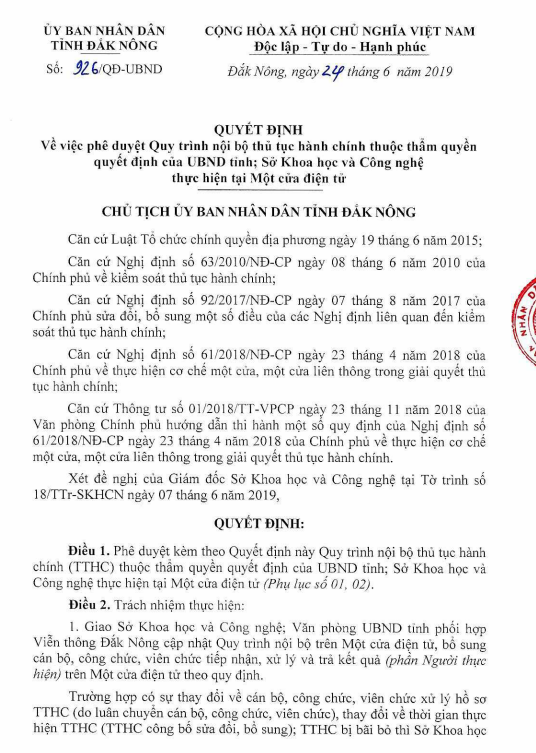 ỦY BAN NHÂN DÂN
TỈNH ĐẮK NÔNG
Số: 926/QĐ-UBND
CỘNG HÒA XÃ HỘI CHỦ NGHĨA VIỆT NAM
Độc lập - Tự do - Hạnh phúc
Đắk Nông, ngày 24 tháng 6 năm 2019
QUYẾT ĐỊNH
Về việc phê duyệt Quy trình nội bộ thủ tục hành chính thuộc thẩm quyền
quyết định của UBND tỉnh; Sở Khoa học và Công nghệ
thực hiện tại Một cửa điện tử
CHỦ TỊCH ỦY BAN NHÂN DÂN TỈNH ĐẮK NÔNG
Căn cứ Luật Tổ chức chính quyền địa phương ngày 19 tháng 6 năm 2015;
Căn cứ Nghị định số 63/2010/NĐ-CP ngày 08 tháng 6 năm 2010 của
Chính phủ về kiểm soát thủ tục hành chính;
Căn cứ Nghị định số 92/2017/NĐ-CP ngày 07 tháng 8 năm 2017 của
Chính phủ sửa đổi, bổ sung một số điều của các Nghị định liên quan đến kiểm
soát thủ tục hành chính;
Căn cứ Nghị định số 61/2018/NĐ-CP ngày 23 tháng 4 năm 2018 của
Chính phủ về thực hiện cơ chế một cửa, một cửa liên thông trong giải quyết thủ
tục hành chính;
Căn cứ Thông tư số 01/2018/TT-VPCP ngày 23 tháng 11 năm 2018 của
Văn phòng Chính phủ hướng dẫn thi hành một số quy định của Nghị định số
61/2018/NĐ-CP ngày 23 tháng 4 năm 2018 của Chính phủ về thực hiện cơ chế
một cửa, một cửa liên thông trong giải quyết thủ tục hành chính.
Xét đề nghị của Giám đốc Sở Khoa học và Công nghệ tại Tờ trình số
18/TTr-SKHCN ngày 07 tháng 6 năm 2019,
QUYẾT ĐỊNH:
Điều 1. Phê duyệt kèm theo Quyết định này Quy trình nội bộ thủ tục hành
chính (TTHC) thuộc thẩm quyền quyết định của UBND tỉnh; Sở Khoa học và
Công nghệ thực hiện tại Một cửa điện tử (Phụ lục số 01, 02).
Điều 2. Trách nhiệm thực hiện:
1. Giao Sở Khoa học và Công nghệ; Văn phòng UBND tỉnh phối hợp
Viễn thông Đắk Nông cập nhật Quy trình nội bộ trên Một cửa điện tử, bổ sung
cán bộ, công chức, viên chức tiếp nhận, xử lý và trả kết quả (phần Người thực
hiện) trên Một cửa điện tử theo quy định.
Trường hợp có sự thay đổi về cán bộ, công chức, viên chức xử lý hồ sơ
TTHC (do luân chuyển cán bộ, công chức, viên chức), thay đổi về thời gian thực
hiện TTHC (TTHC công bố sửa đổi, bổ sung); TTHC bị bãi bỏ thì Sở Khoa học
NHÂN D